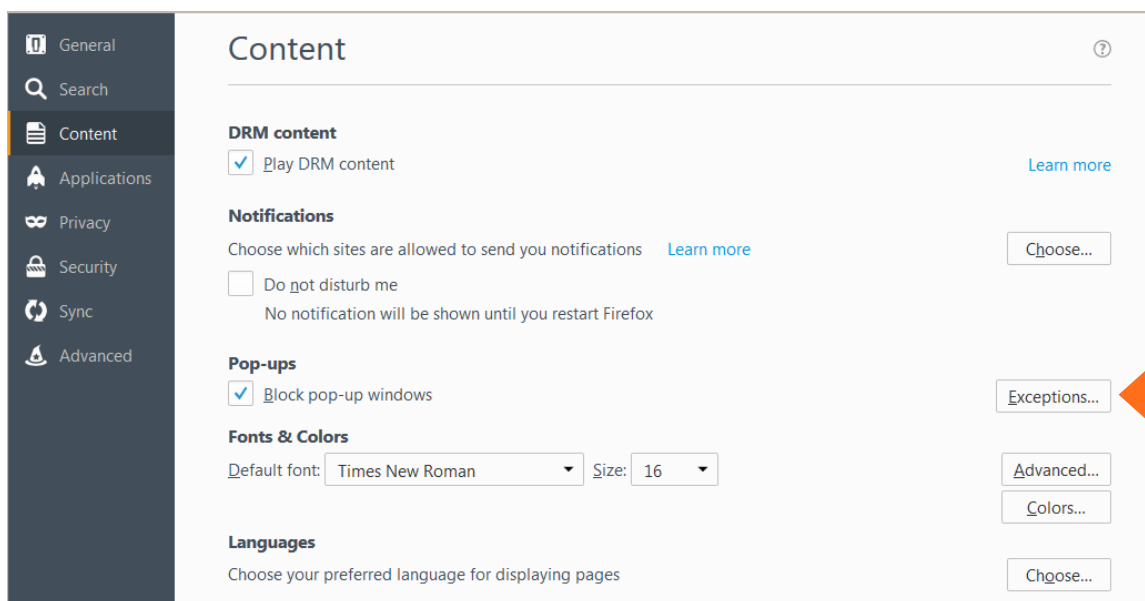 General
Search
Content
Applications
Privacy
Security
Sync
Advanced
Content
?
DRM content
Play DRM content
Learn more
Notifications
Choose which sites are allowed to send you notifications Learn more
Choose...
Do not disturb me
No notification will be shown until you restart Firefox
Pop-ups
Block pop-up windows
Exceptions...
Fonts & Colors
Default font: Times New Roman Size: 16
Advanced...
Colors...
Languages
Choose your preferred language for displaying pages
Choose...